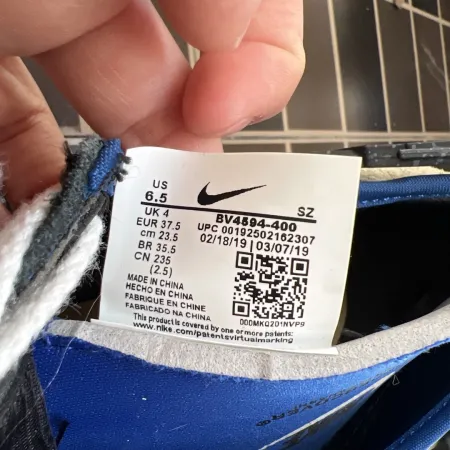 US
6.5
BV4594-400 SZ
UK 4
UPC 00192502162307
EUR 37.5
02/18/19 | 03/07/19
cm 23.5
BR 35.5
CN 235
(2.5)
MADE IN CHINA
HECHO EN CHINA
FABRIQUE EN CHINE
FABRICADO NA CHINA
000MKQ2D1NVP9
This product is covered by one or more patents:
www.nike.com/patentsvirtualmarking